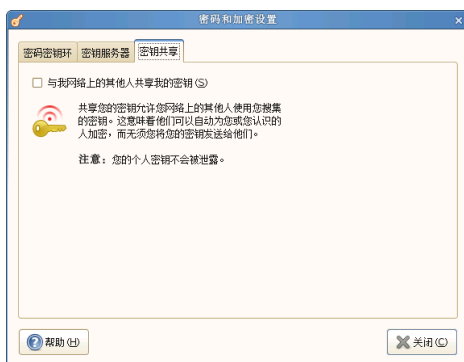 密码和加密设置
密码密钥环 密钥服务器 密钥共享
与我网络上的其他人共享我的密钥(S)
共享您的密钥允许您网络上的其他人使用您搜集
的密钥。这意味着他们可以自动为您或您认识的
人加密，而无须您将您的密钥发送给他们。
注意：您的个人密钥不会被泄露。
帮助(H) 关闭(C)